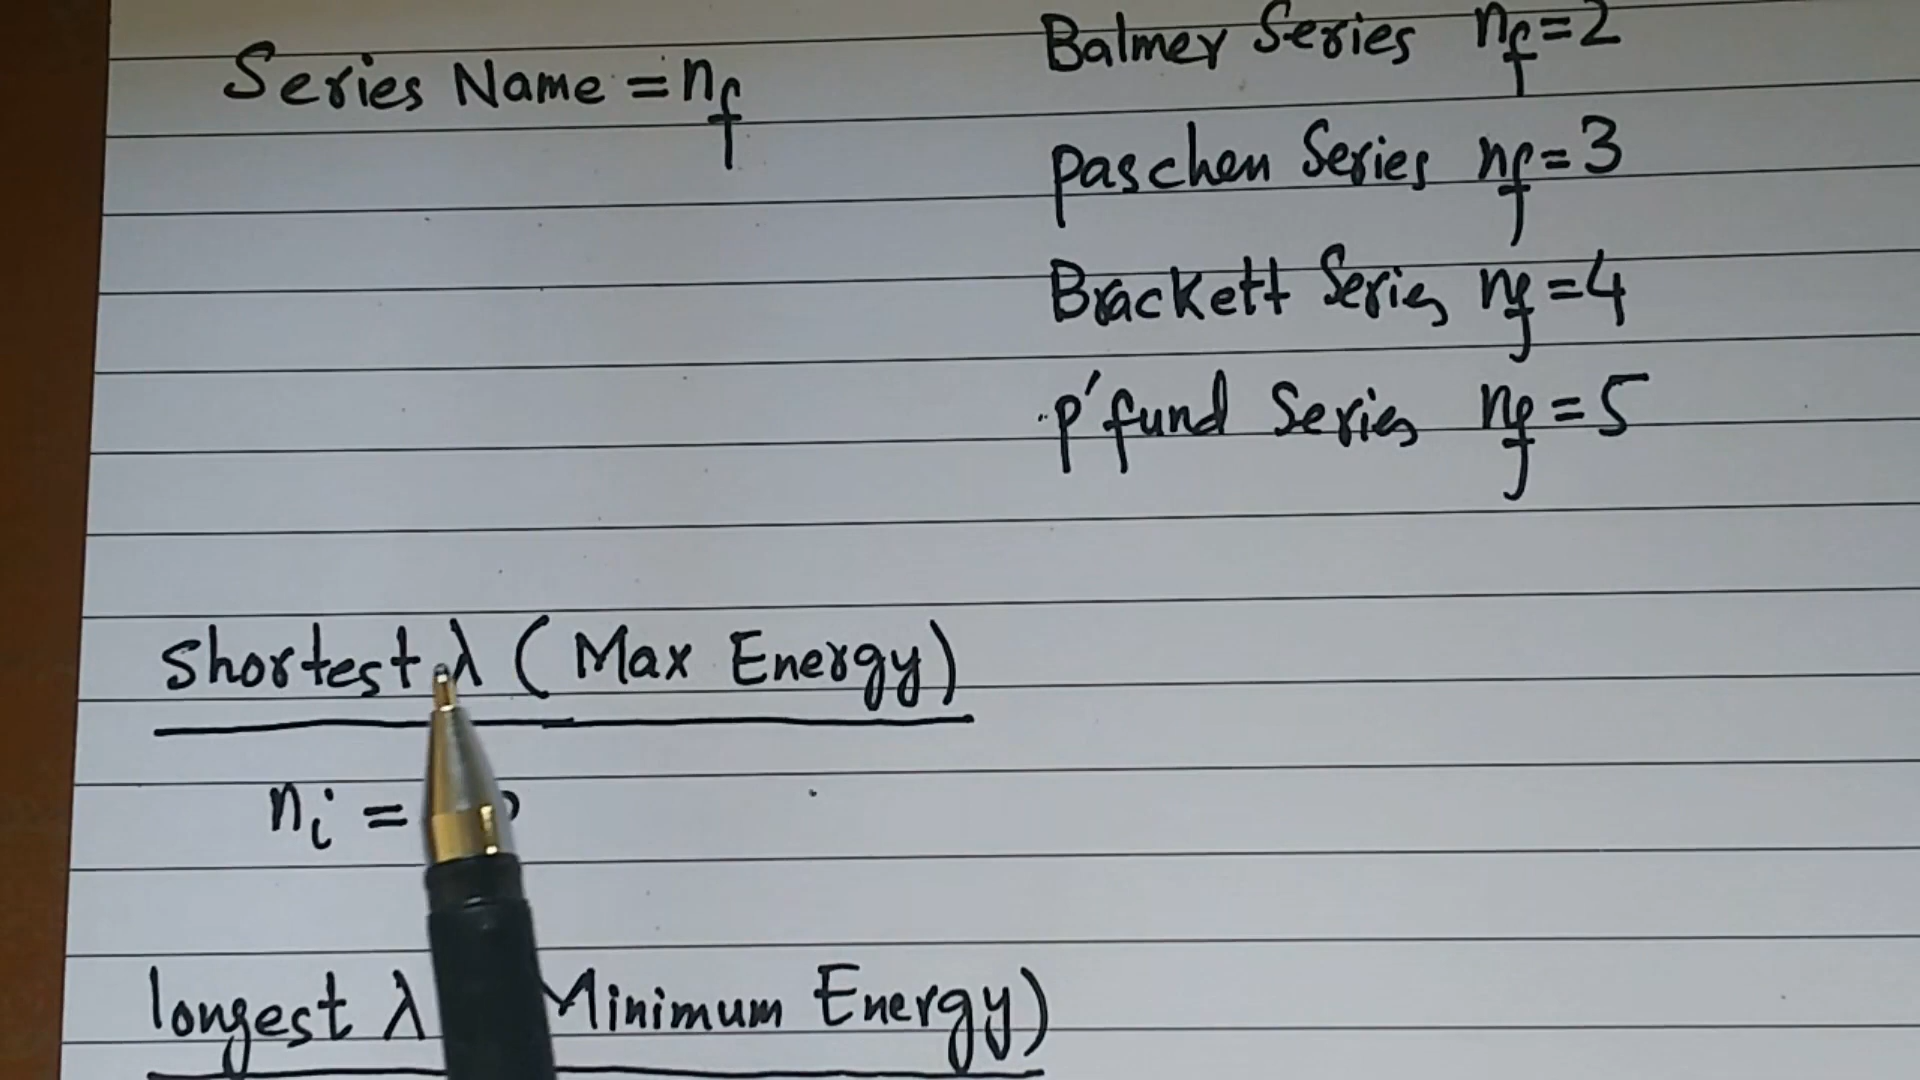 Series Name = nf
Balmer Series nf = 2
Paschen Series nf = 3
Brackett Series nf = 4
P'fund Series nf = 5
Shortest λ (Max Energy)
ni =
longest λ Minimum Energy)